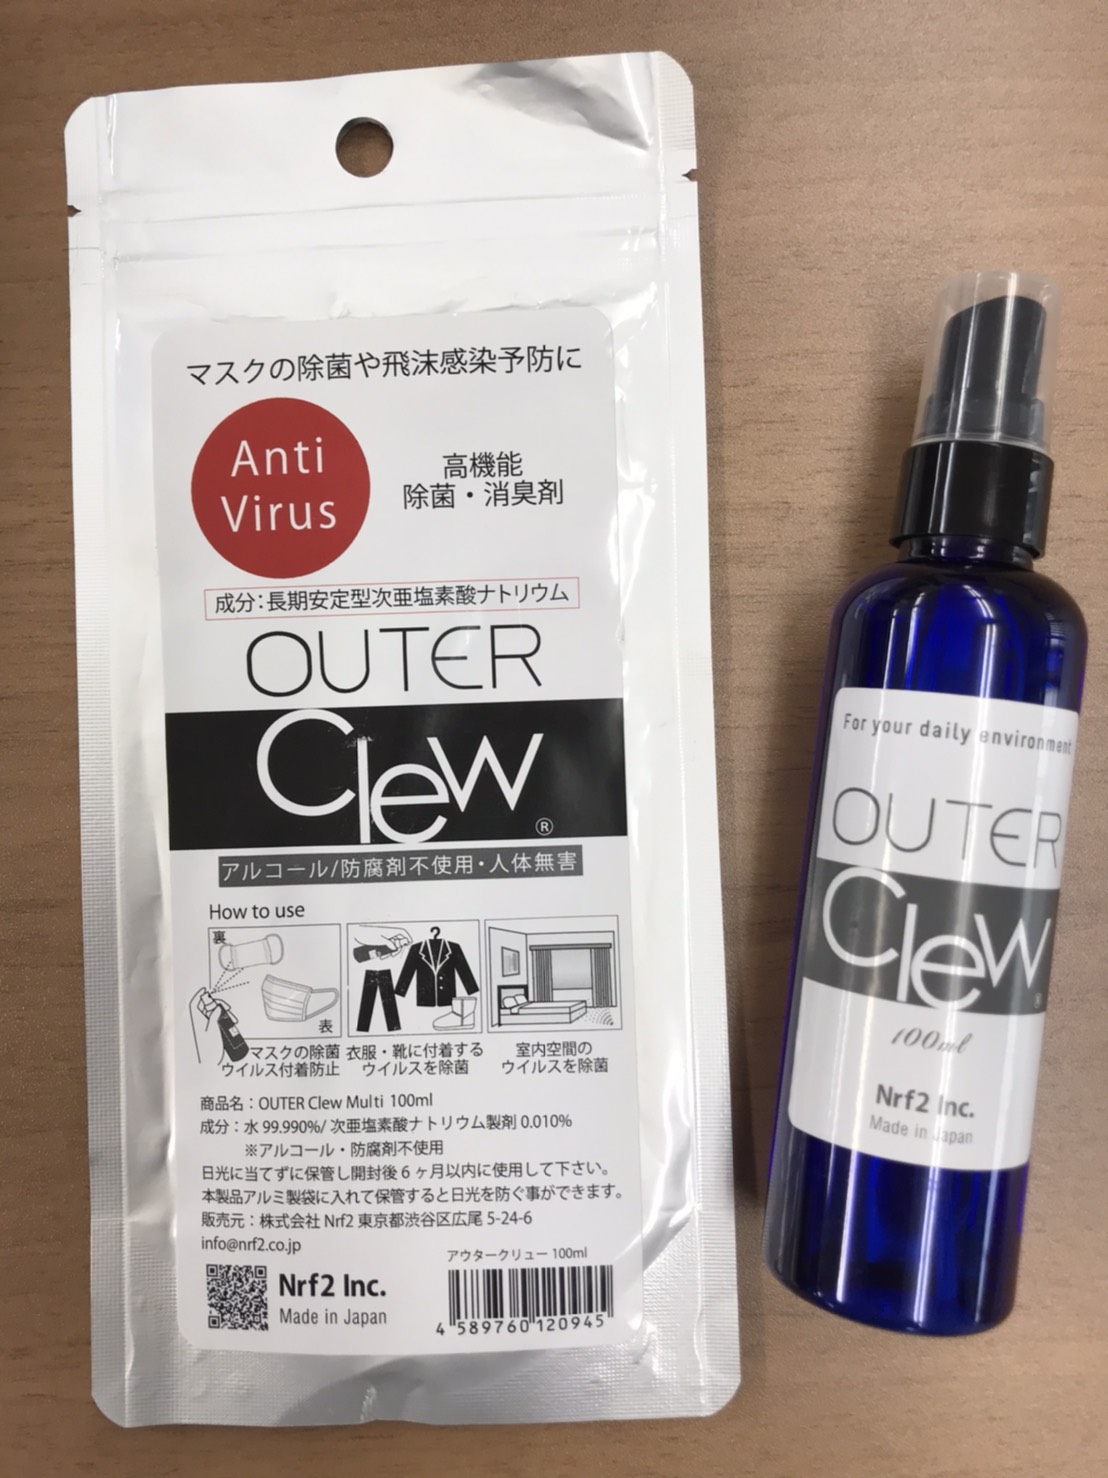 マスクの除菌や飛沫感染予防に
Anti
Virus
高機能
除菌・消臭剤
成分：長期安定型次亜塩素酸ナトリウム
OUTER
Clew
®
アルコール/防腐剤不使用・人体無害
How to use
裏
表
マスクの除菌
ウイルス付着防止
衣服・靴に付着する
ウイルスを除菌
室内空間の
ウイルスを除菌
商品名：OUTER Clew Multi 100ml
成分：水 99.990%/ 次亜塩素酸ナトリウム製剤 0.010%
※アルコール・防腐剤不使用
日光に当てずに保管し開封後 6 ヶ月以内に使用して下さい。
本製品アルミ製袋に入れて保管すると日光を防ぐ事ができます。
販売元：株式会社 Nrf2 東京都渋谷区広尾 5-24-6
info@nrf2.co.jp
Nrf2 Inc.
Made in Japan
アウタークリュー 100ml
4 589760 120945
For your daily environment
OUTER
Clew
®
100ml
Nrf2 Inc.
Made in Japan